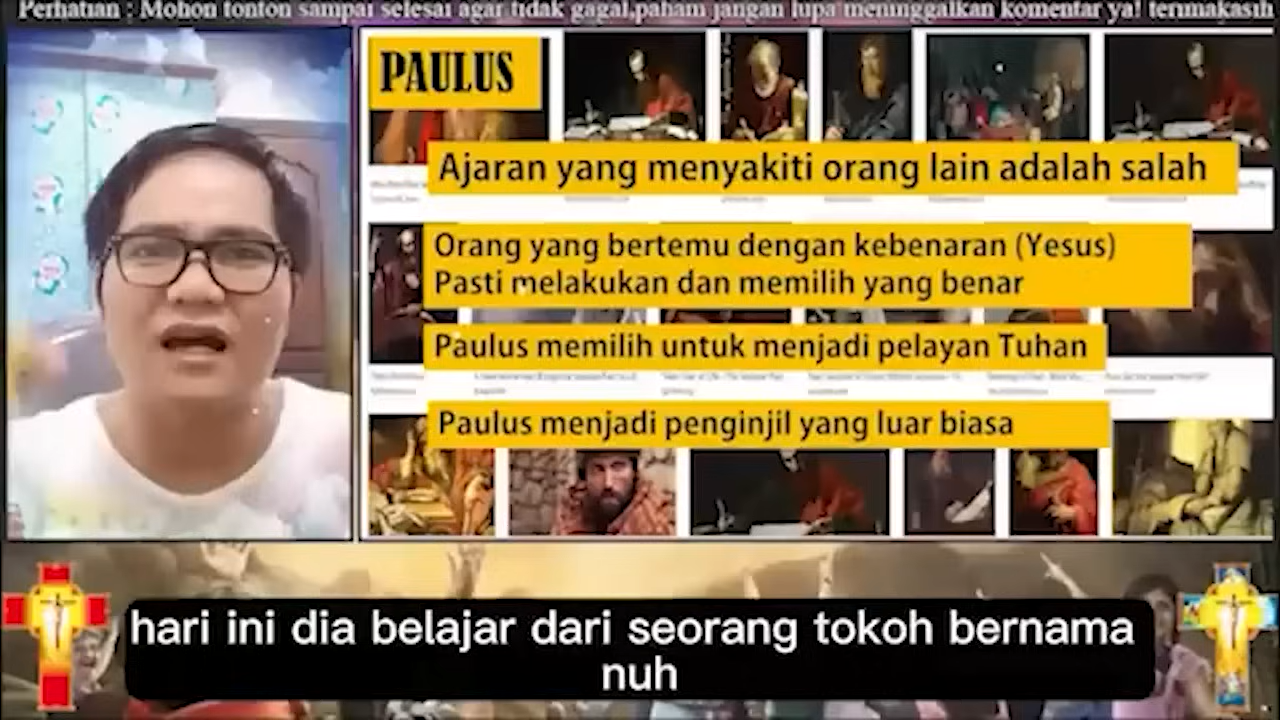 Perhatian : Mohon tonton sampai selesai agar tidak gagal,paham jangan lupa meninggalkan komentar ya! terimakasih
PAULUS
Ajaran yang menyakiti orang lain adalah salah
Orang yang bertemu dengan kebenaran (Yesus)
Pasti melakukan dan memilih yang benar
Paulus memilih untuk menjadi pelayan Tuhan
Paulus menjadi penginjil yang luar biasa
hari ini dia belajar dari seorang tokoh bernama
nuh